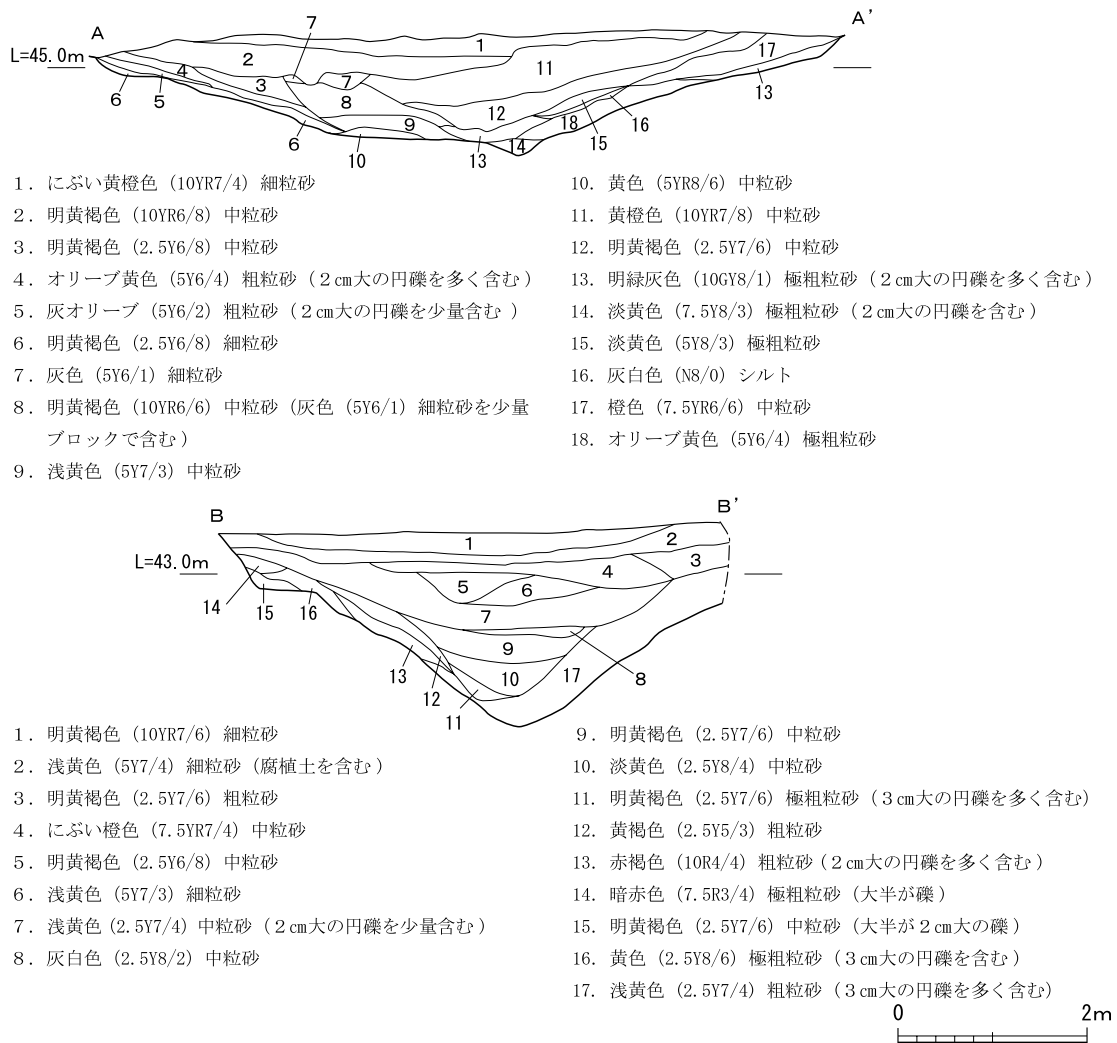 A
A'
L=45.0m
7
1
2
17
11
4
3
7
8
13
6
5
12
16
9
18
15
6
14
10
13
1．にぶい黄橙色（10YR7/4）細粒砂
2．明黄褐色（10YR6/8）中粒砂
3．明黄褐色（2.5Y6/8）中粒砂
4．オリーブ黄色（5Y6/4）粗粒砂（２㎝大の円礫を多く含む）
5．灰オリーブ（5Y6/2）粗粒砂（２㎝大の円礫を少量含む）
6．明黄褐色（2.5Y6/8）細粒砂
7．灰色（5Y6/1）細粒砂
8．明黄褐色（10YR6/6）中粒砂（灰色（5Y6/1）細粒砂を少量
ブロックで含む）
9．浅黄色（5Y7/3）中粒砂
10．黄色（5YR8/6）中粒砂
11．黄橙色（10YR7/8）中粒砂
12．明黄褐色（2.5Y7/6）中粒砂
13．明緑灰色（10GY8/1）極粗粒砂（２㎝大の円礫を多く含む）
14．淡黄色（7.5Y8/3）極粗粒砂（２㎝大の円礫を含む）
15．淡黄色（5Y8/3）極粗粒砂
16．灰白色（N8/0）シルト
17．橙色（7.5YR6/6）中粒砂
18．オリーブ黄色（5Y6/4）極粗粒砂
B
B'
L=43.0m
1
2
3
4
5
6
14
15
16
7
9
8
13
12
10
17
11
1．明黄褐色（10YR7/6）細粒砂
2．浅黄色（5Y7/4）細粒砂（腐植土を含む）
3．明黄褐色（2.5Y7/6）粗粒砂
4．にぶい橙色（7.5YR7/4）中粒砂
5．明黄褐色（2.5Y6/8）中粒砂
6．浅黄色（5Y7/3）細粒砂
7．浅黄色（2.5Y7/4）中粒砂（２㎝大の円礫を少量含む）
8．灰白色（2.5Y8/2）中粒砂
9．明黄褐色（2.5Y7/6）中粒砂
10．淡黄色（2.5Y8/4）中粒砂
11．明黄褐色（2.5Y7/6）極粗粒砂（３㎝大の円礫を多く含む）
12．黄褐色（2.5Y5/3）粗粒砂
13．赤褐色（10R4/4）粗粒砂（２㎝大の円礫を多く含む）
14．暗赤色（7.5R3/4）極粗粒砂（大半が礫）
15．明黄褐色（2.5Y7/6）中粒砂（大半が２㎝大の礫）
16．黄色（2.5Y8/6）極粗粒砂（３㎝大の円礫を含む）
17．浅黄色（2.5Y7/4）粗粒砂（３㎝大の円礫を多く含む）
0
2m